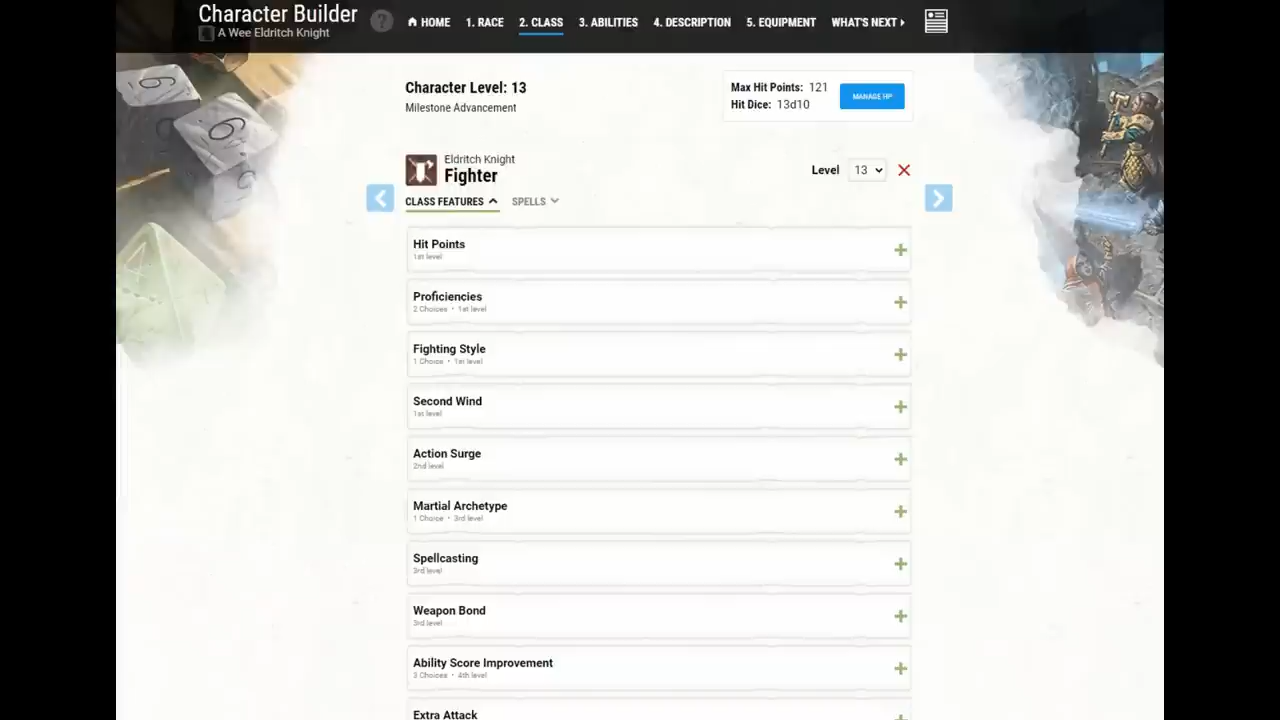 Character Builder
A Wee Eldritch Knight
?
HOME 1. RACE 2. CLASS 3. ABILITIES 4. DESCRIPTION 5. EQUIPMENT WHAT'S NEXT
Character Level: 13
Milestone Advancement
Max Hit Points: 121
Hit Dice: 13d10
MANAGE HP
Eldritch Knight
Fighter
Level 13
CLASS FEATURES SPELLS
Hit Points
1st level
Proficiencies
2 Choices • 1st level
Fighting Style
1 Choice • 1st level
Second Wind
1st level
Action Surge
2nd level
Martial Archetype
1 Choice • 3rd level
Spellcasting
3rd level
Weapon Bond
3rd level
Ability Score Improvement
3 Choices • 4th level
Extra Attack